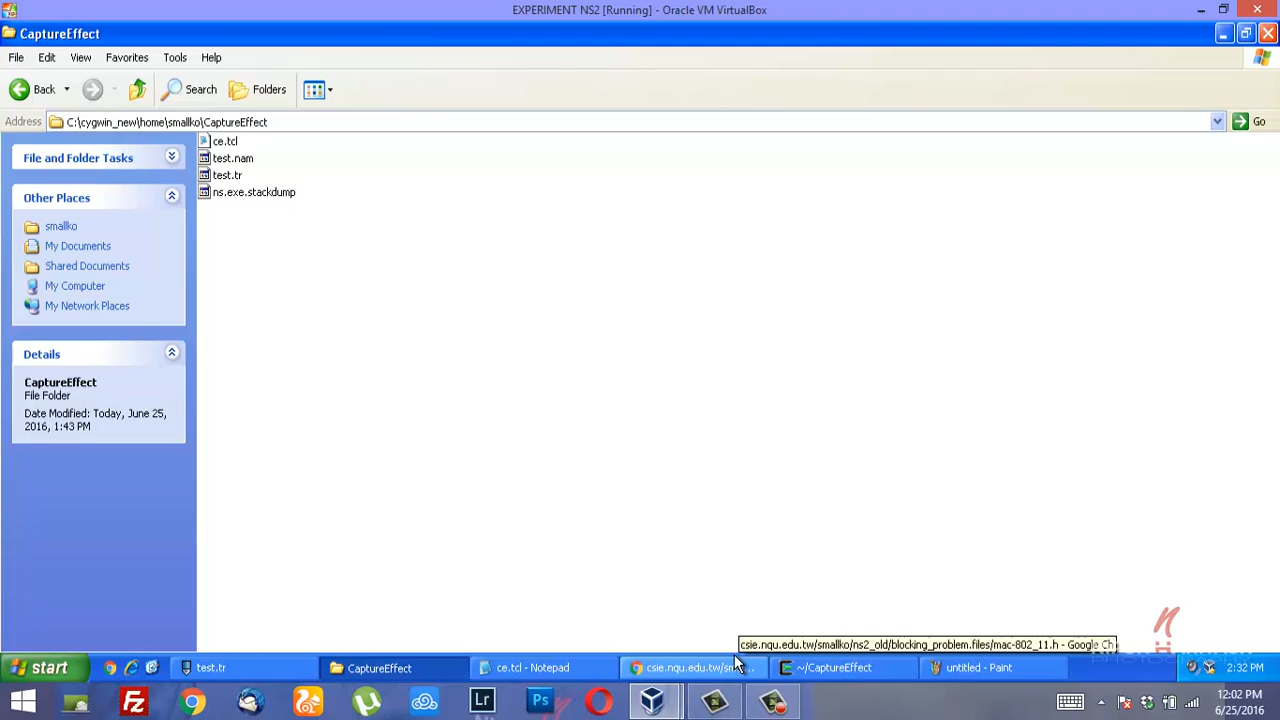 EXPERIMENT NS2 [Running] - Oracle VM VirtualBox
CaptureEffect
File Edit View Favorites Tools Help
Back Search Folders
Address C:\cygwin_new\home\smallko\CaptureEffect Go
File and Folder Tasks
Other Places
smallko
My Documents
Shared Documents
My Computer
My Network Places
Details
CaptureEffect
File Folder
Date Modified: Today, June 25,
2016, 1:43 PM
ce.tcl
test.nam
test.tr
ns.exe.stackdump
csie.nqu.edu.tw/smallko/ns2_old/blocking_problem.files/mac-802_11.h - Google Ch
start test.tr CaptureEffect ce.tcl - Notepad csie.nqu.edu.tw/sm... ~/CaptureEffect untitled - Paint 2:32 PM
Lr Ps
12:02 PM
6/25/2016